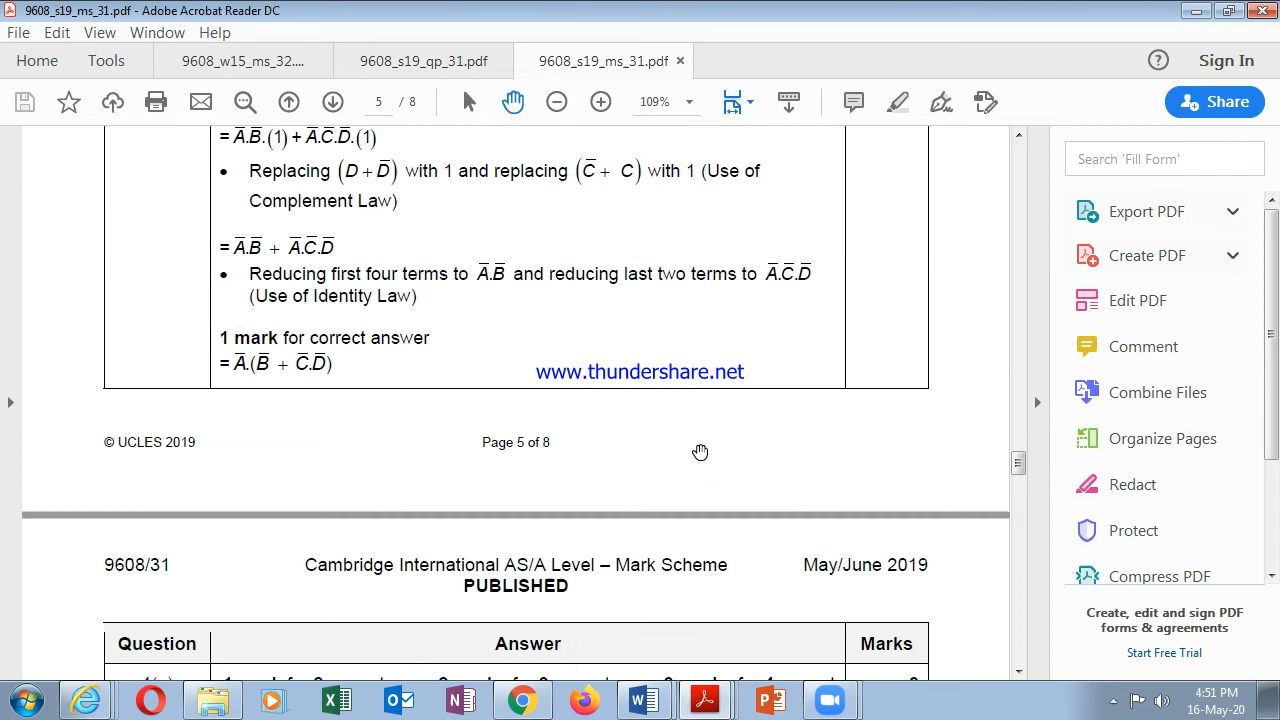 9608_s19_ms_31.pdf - Adobe Acrobat Reader DC
File Edit View Window Help
Home Tools 9608_w15_ms_32.... 9608_s19_qp_31.pdf 9608_s19_ms_31.pdf × ? Sign In
5 / 8 109% Share
= A̅.B̅.(1) + A̅.C̅.D̅.(1)
• Replacing (D + D̅) with 1 and replacing (C̅ + C) with 1 (Use of
Complement Law)
= A̅.B̅ + A̅.C̅.D̅
• Reducing first four terms to A̅.B̅ and reducing last two terms to A̅.C̅.D̅
(Use of Identity Law)
1 mark for correct answer
= A̅.(B̅ + C̅.D̅)
www.thundershare.net
© UCLES 2019 Page 5 of 8
9608/31 Cambridge International AS/A Level – Mark Scheme May/June 2019
PUBLISHED
Question Answer Marks
Search 'Fill Form'
Export PDF
Create PDF
Edit PDF
Comment
Combine Files
Organize Pages
Redact
Protect
Compress PDF
Create, edit and sign PDF
forms & agreements
Start Free Trial
4:51 PM
16-May-20